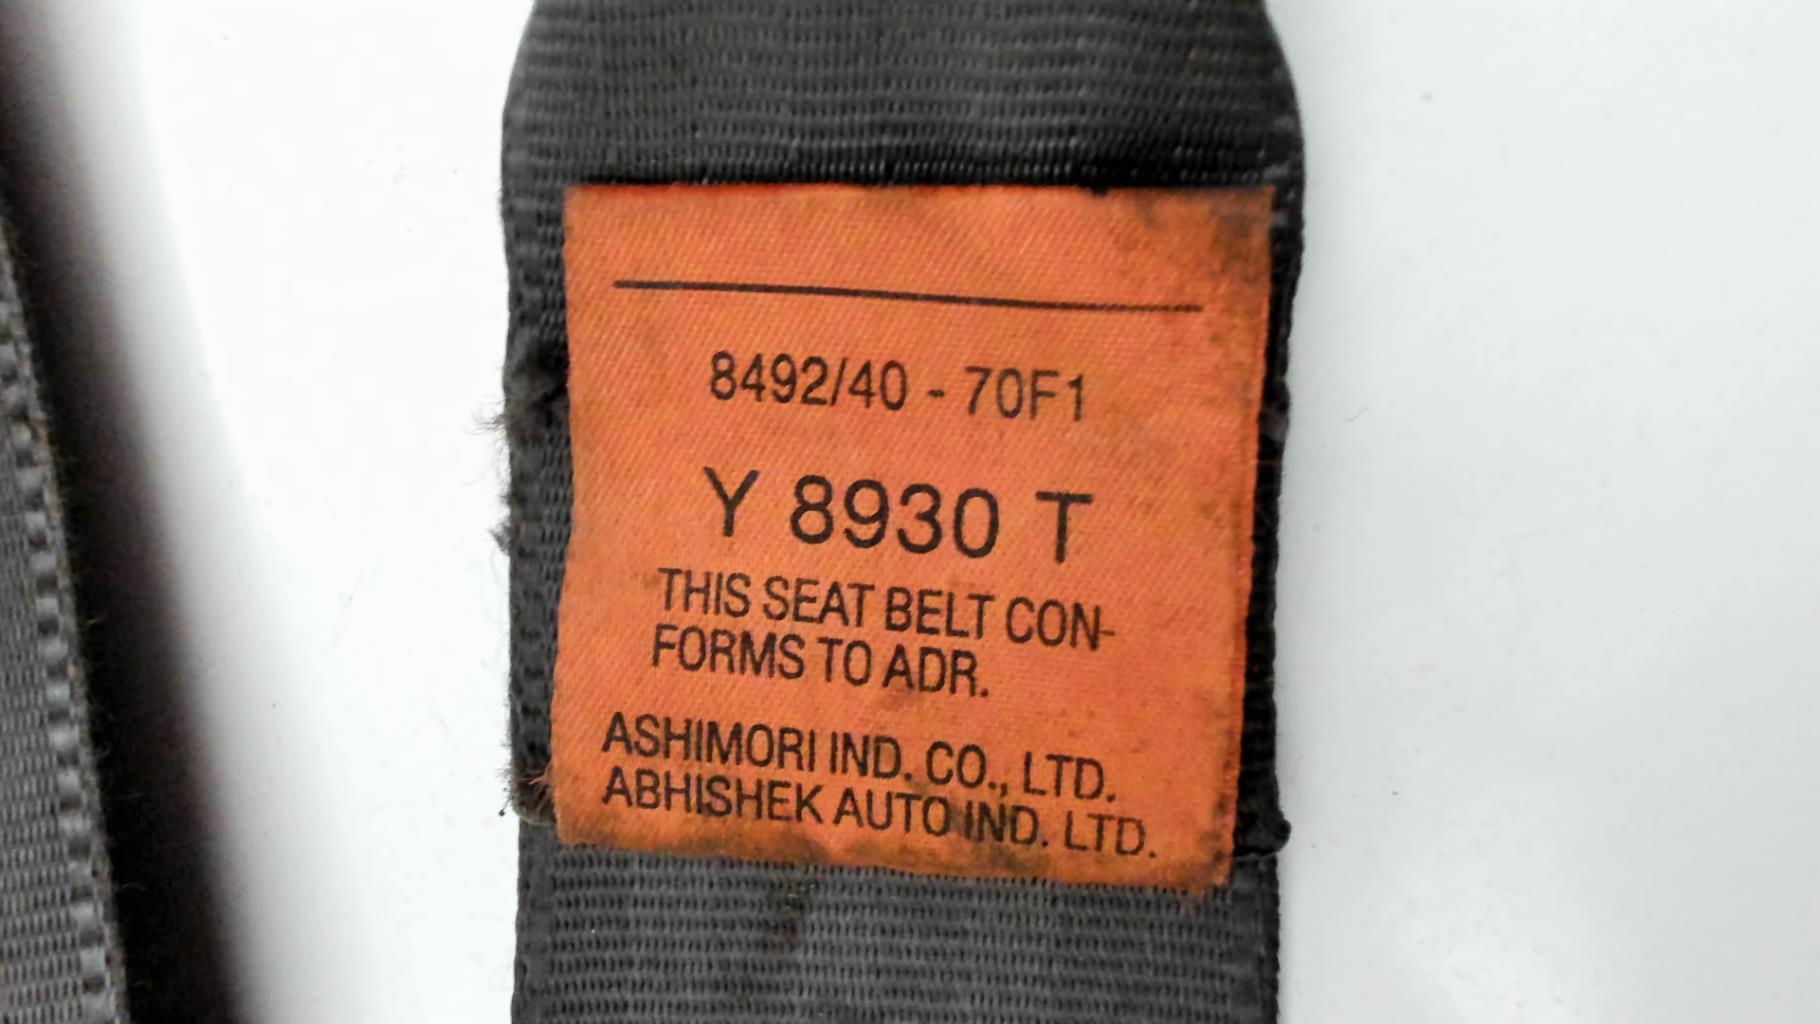 8492/40 - 70F1
Y 8930 T
THIS SEAT BELT CON-
FORMS TO ADR.
ASHIMORI IND. CO., LTD.
ABHISHEK AUTO IND. LTD.